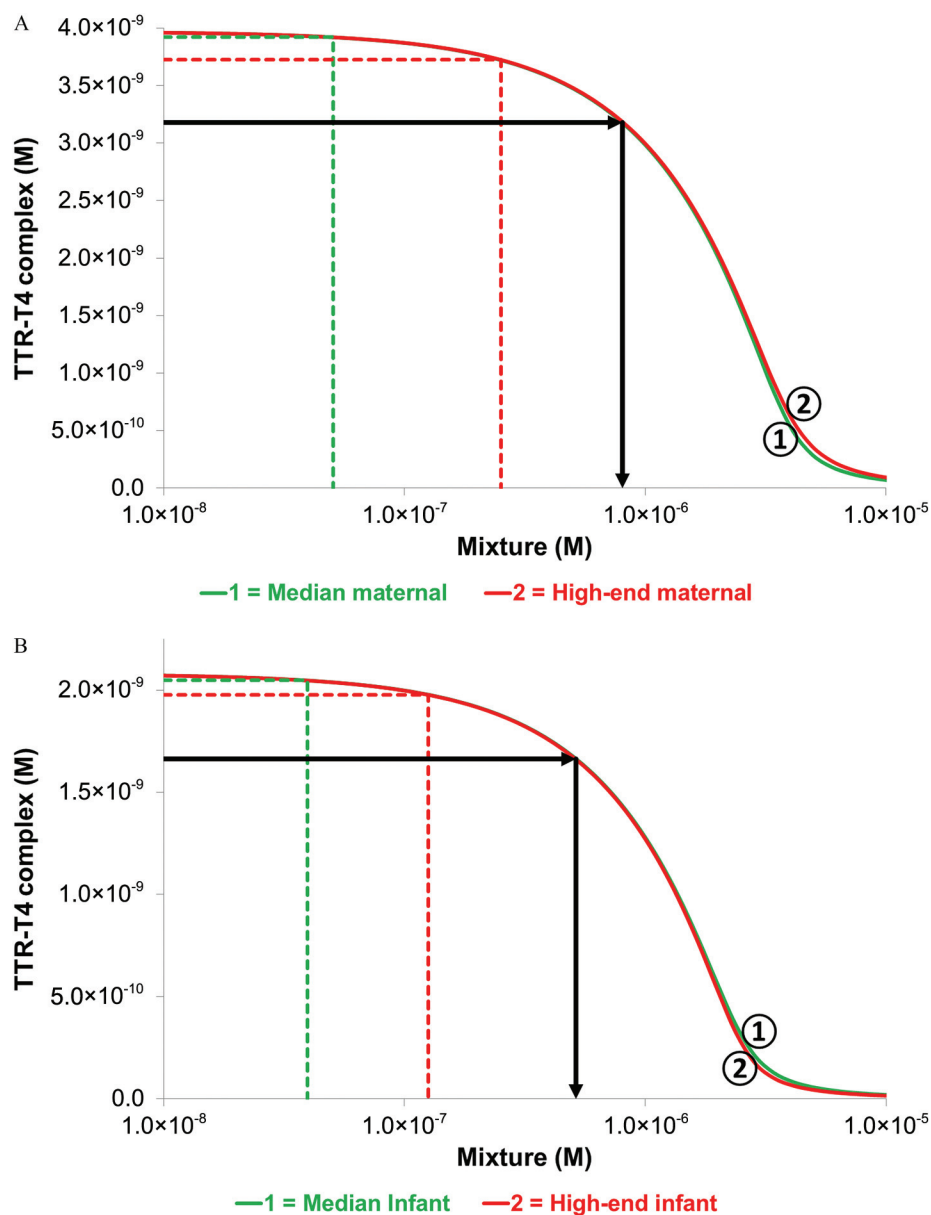 A
4.0×10⁻⁹
3.5×10⁻⁹
3.0×10⁻⁹
2.5×10⁻⁹
2.0×10⁻⁹
1.5×10⁻⁹
1.0×10⁻⁹
5.0×10⁻¹⁰
0.0
TTR-T4 complex (M)
2
1
1.0×10⁻⁸ 1.0×10⁻⁷ 1.0×10⁻⁶ 1.0×10⁻⁵
Mixture (M)
1 = Median maternal 2 = High-end maternal
B
2.0×10⁻⁹
1.5×10⁻⁹
1.0×10⁻⁹
5.0×10⁻¹⁰
0.0
TTR-T4 complex (M)
1
2
1.0×10⁻⁸ 1.0×10⁻⁷ 1.0×10⁻⁶ 1.0×10⁻⁵
Mixture (M)
1 = Median Infant 2 = High-end infant